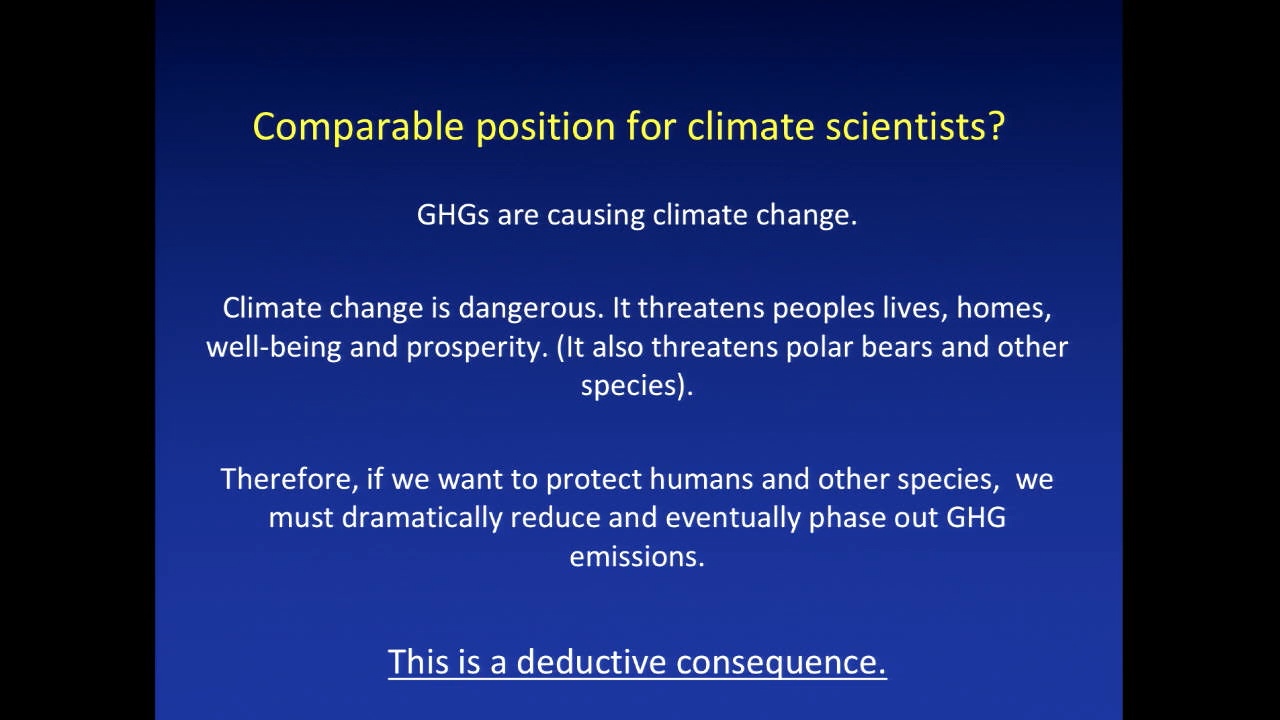 Comparable position for climate scientists?
GHGs are causing climate change.
Climate change is dangerous. It threatens peoples lives, homes,
well-being and prosperity. (It also threatens polar bears and other
species).
Therefore, if we want to protect humans and other species,  we
must dramatically reduce and eventually phase out GHG
emissions.
This is a deductive consequence.